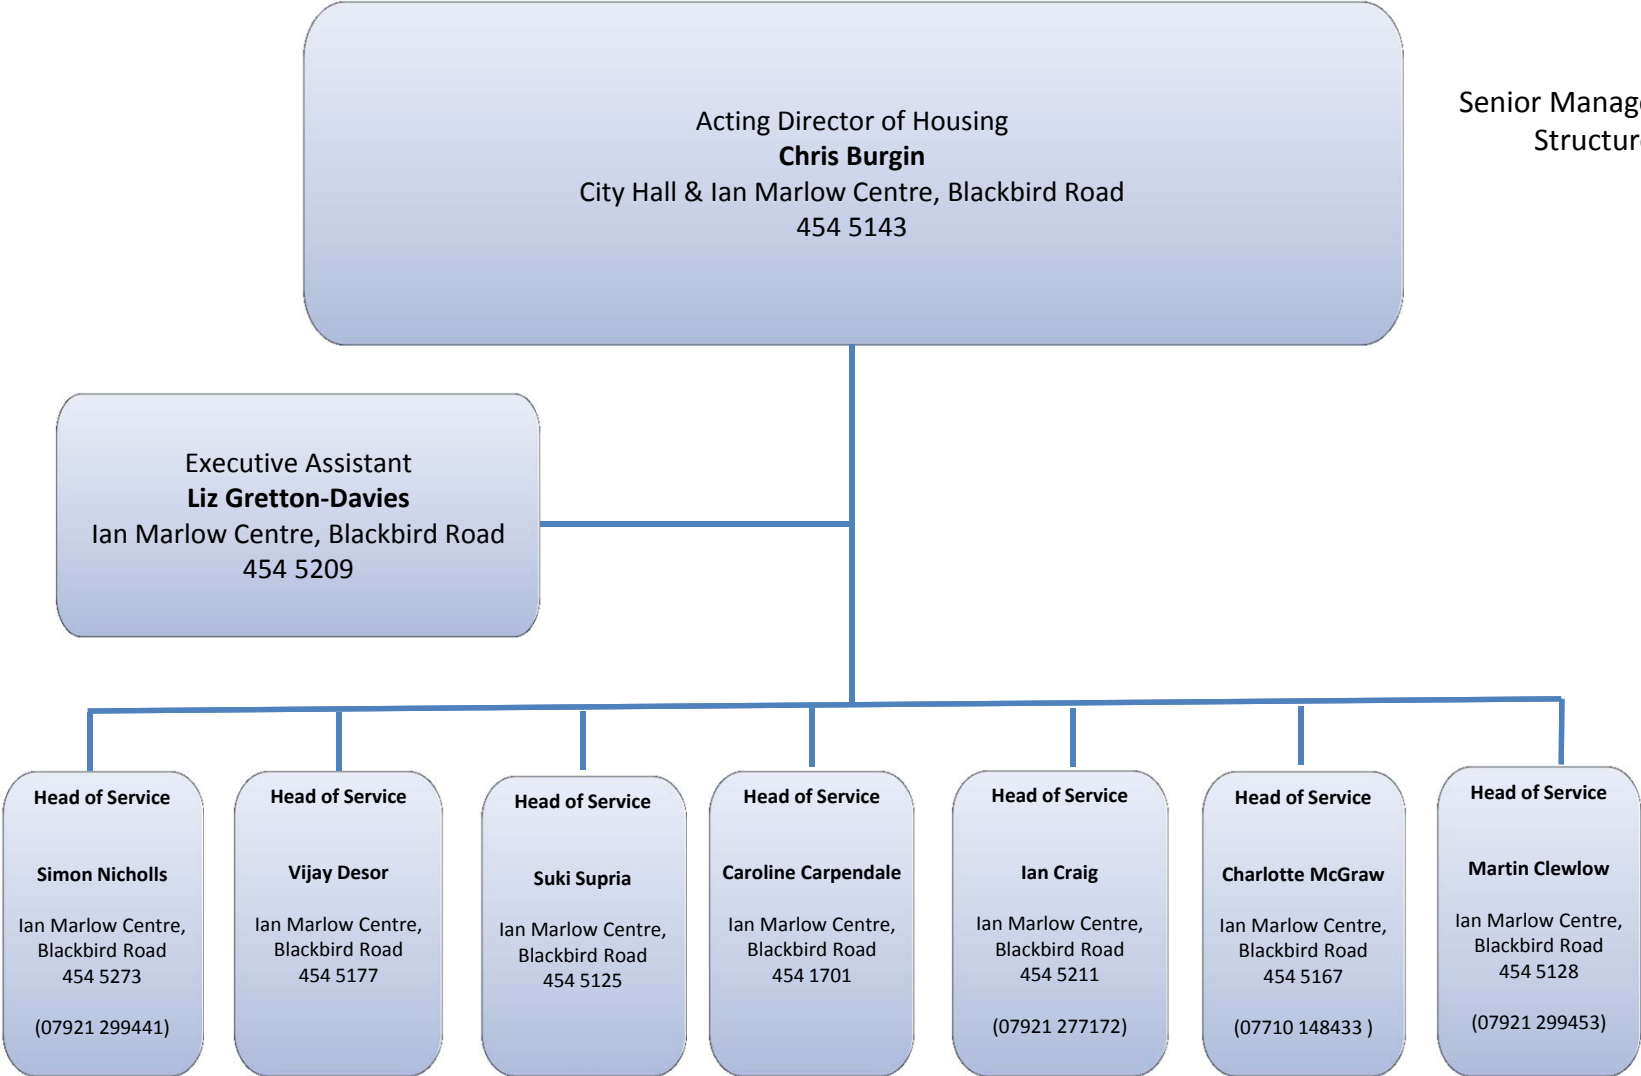 Acting Director of Housing
Chris Burgin
City Hall & Ian Marlow Centre, Blackbird Road
454 5143
Senior
Executive Assistant
Liz Gretton-Davies
Ian Marlow Centre, Blackbird Road
454 5209
Head of Service
Simon Nicholls
Ian Marlow Centre,
Blackbird Road
454 5273
(07921 299441)
Head of Service
Vijay Desor
Ian Marlow Centre,
Blackbird Road
454 5177
Head of Service
Suki Supria
Ian Marlow Centre,
Blackbird Road
454 5125
Head of Service
Caroline Carpendale
Ian Marlow Centre,
Blackbird Road
454 1701
Head of Service
Ian Craig
Ian Marlow Centre,
Blackbird Road
454 5211
(07921 277172)
Head of Service
Charlotte McGraw
Ian Marlow Centre,
Blackbird Road
454 5167
(07710 148433 )
Head of Service
Martin Clewlow
Ian Marlow Centre,
Blackbird Road
454 5128
(07921 299453)